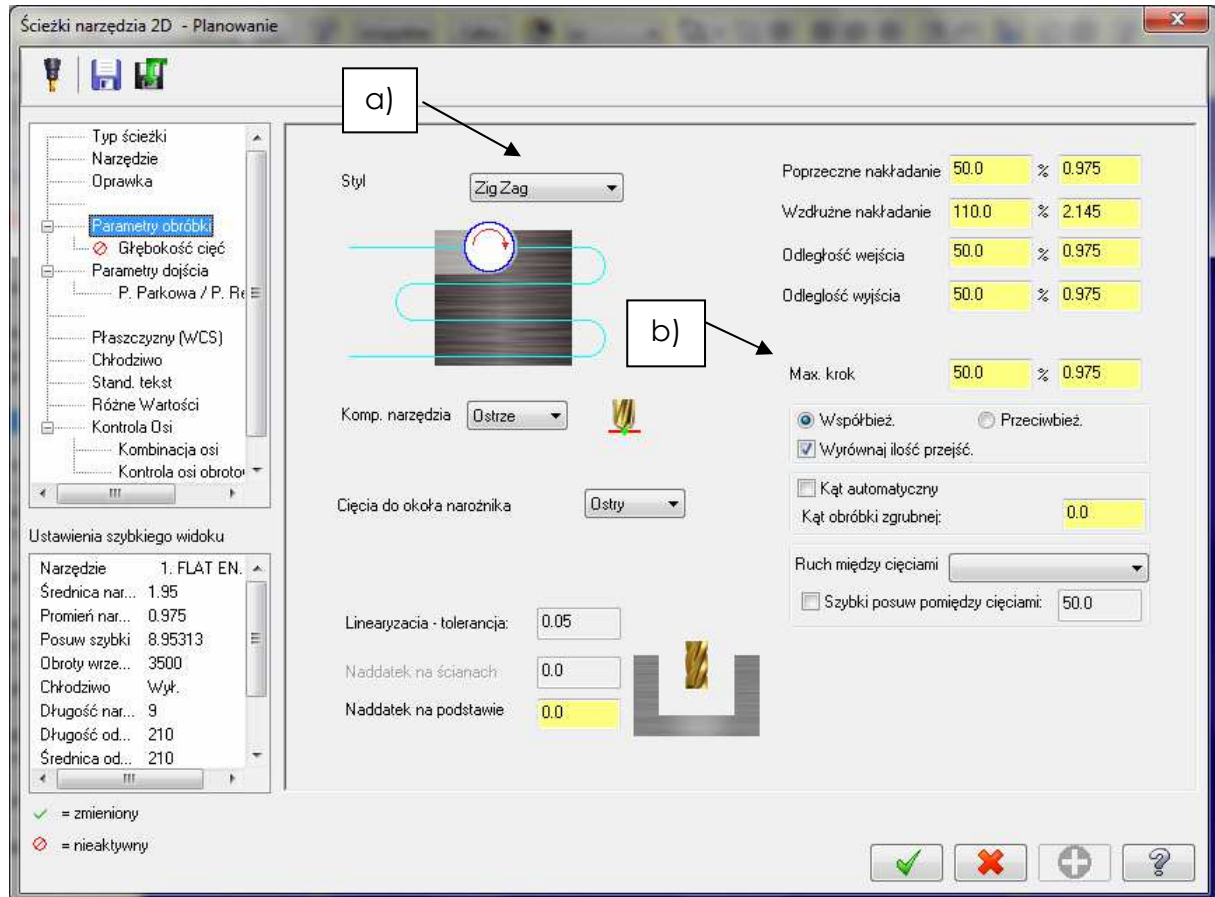 Ścieżki narzędzia 2D - Planowanie
a)
Typ ścieżki
Narzędzie
Oprawka
Parametry obróbki
Głębokość cięć
Parametry dojścia
P. Parkowa / P. Re
Płaszczyzny (WCS)
Chłodziwo
Stand. tekst
Różne Wartości
Kontrola Osi
Kombinacja osi
Kontrola osi obrotow
Ustawienia szybkiego widoku
Narzędzie 1. FLAT EN.
Średnica nar... 1.95
Promień nar... 0.975
Posuw szybki 8.95313
Obroty wrze... 3500
Chłodziwo Wył.
Długość nar... 9
Długość od... 210
Średnica od... 210
= zmieniony
= nieaktywny
Styl Zig Zag
Komp. narzędzia Ostrze
Cięcia do okoła narożnika Ostry
Linearyzacja - tolerancja: 0.05
Naddatek na ścianach 0.0
Naddatek na podstawie 0.0
Poprzeczne nakładanie 50.0 % 0.975
Wzdłużne nakładanie 110.0 % 2.145
Odległość wejścia 50.0 % 0.975
Odleglość wyjścia 50.0 % 0.975
b)
Max. krok 50.0 % 0.975
Współbież. Przeciwbież.
Wyrównaj ilość przejść.
Kąt automatyczny
Kąt obróbki zgrubnej: 0.0
Ruch między cięciami
Szybki posuw pomiędzy cięciami: 50.0